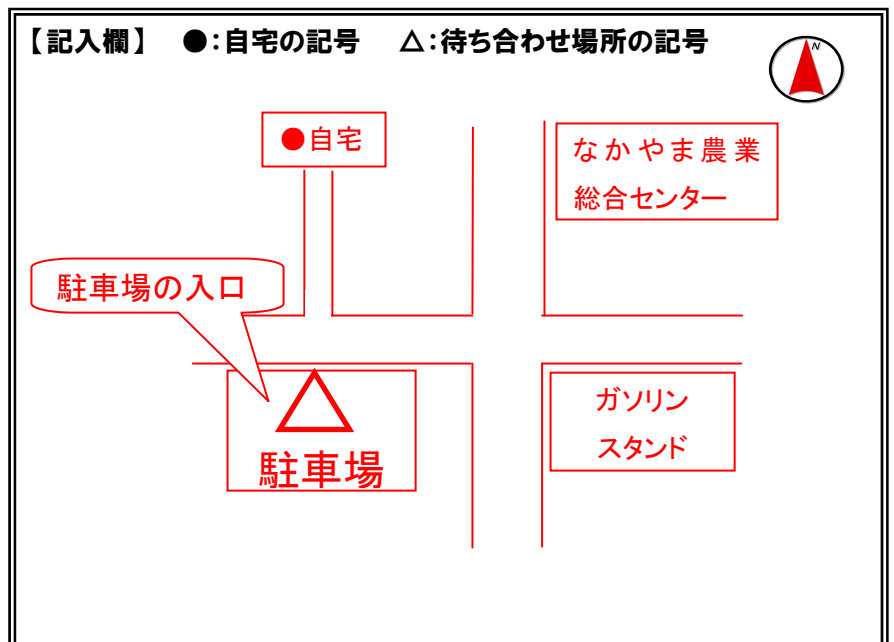 【記入欄】 ●:自宅の記号 △:待ち合わせ場所の記号
N
●自宅
なかやま農業
総合センター
駐車場の入口
ガソリン
スタンド
△
駐車場